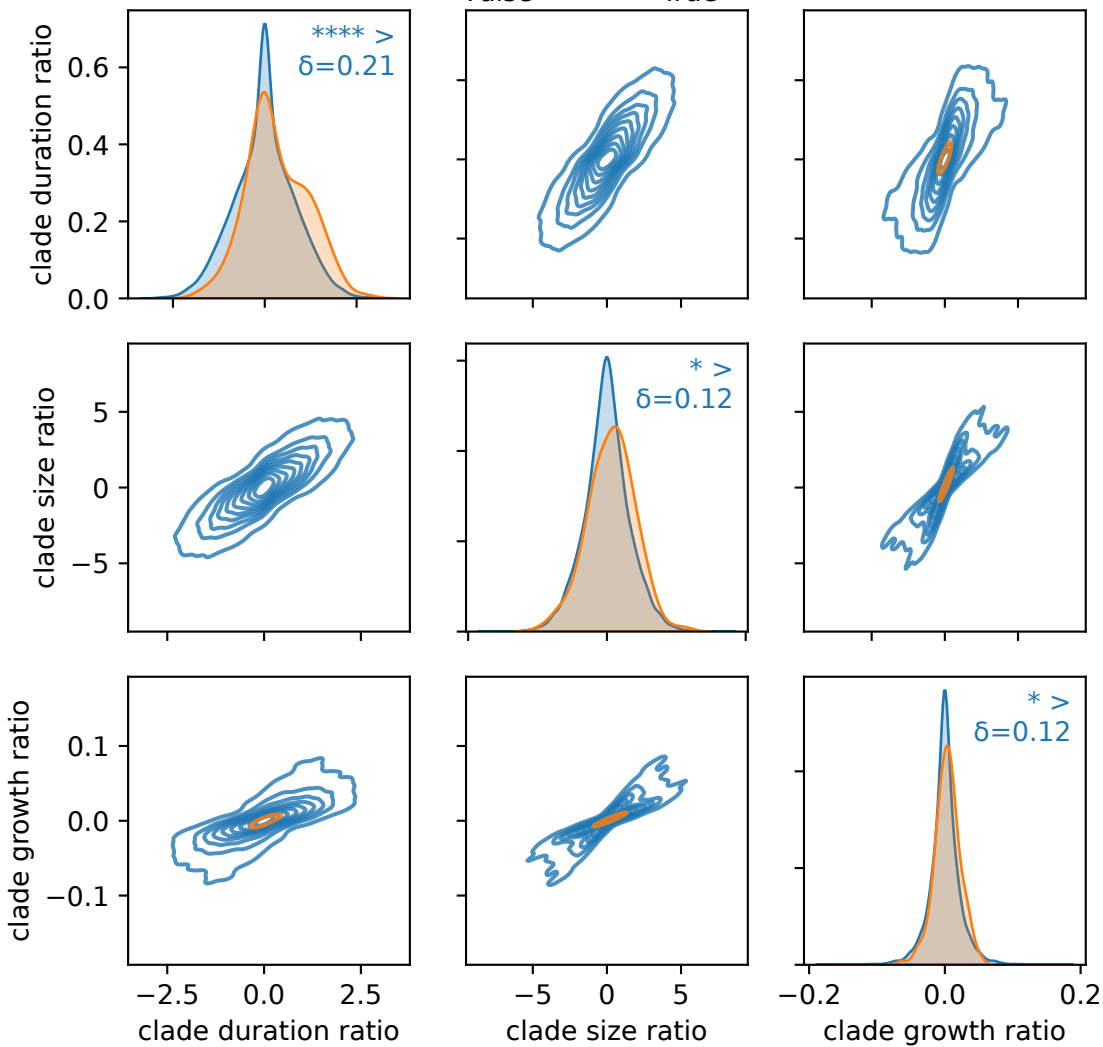 **** >
δ=0.21
* >
δ=0.12
* >
δ=0.12
clade duration ratio
0.6
0.4
0.2
0.0
clade size ratio
5
0
−5
clade growth ratio
0.1
0.0
−0.1
−2.5 0.0 2.5
clade duration ratio
−5 0 5
clade size ratio
−0.2 0.0 0.2
clade growth ratio